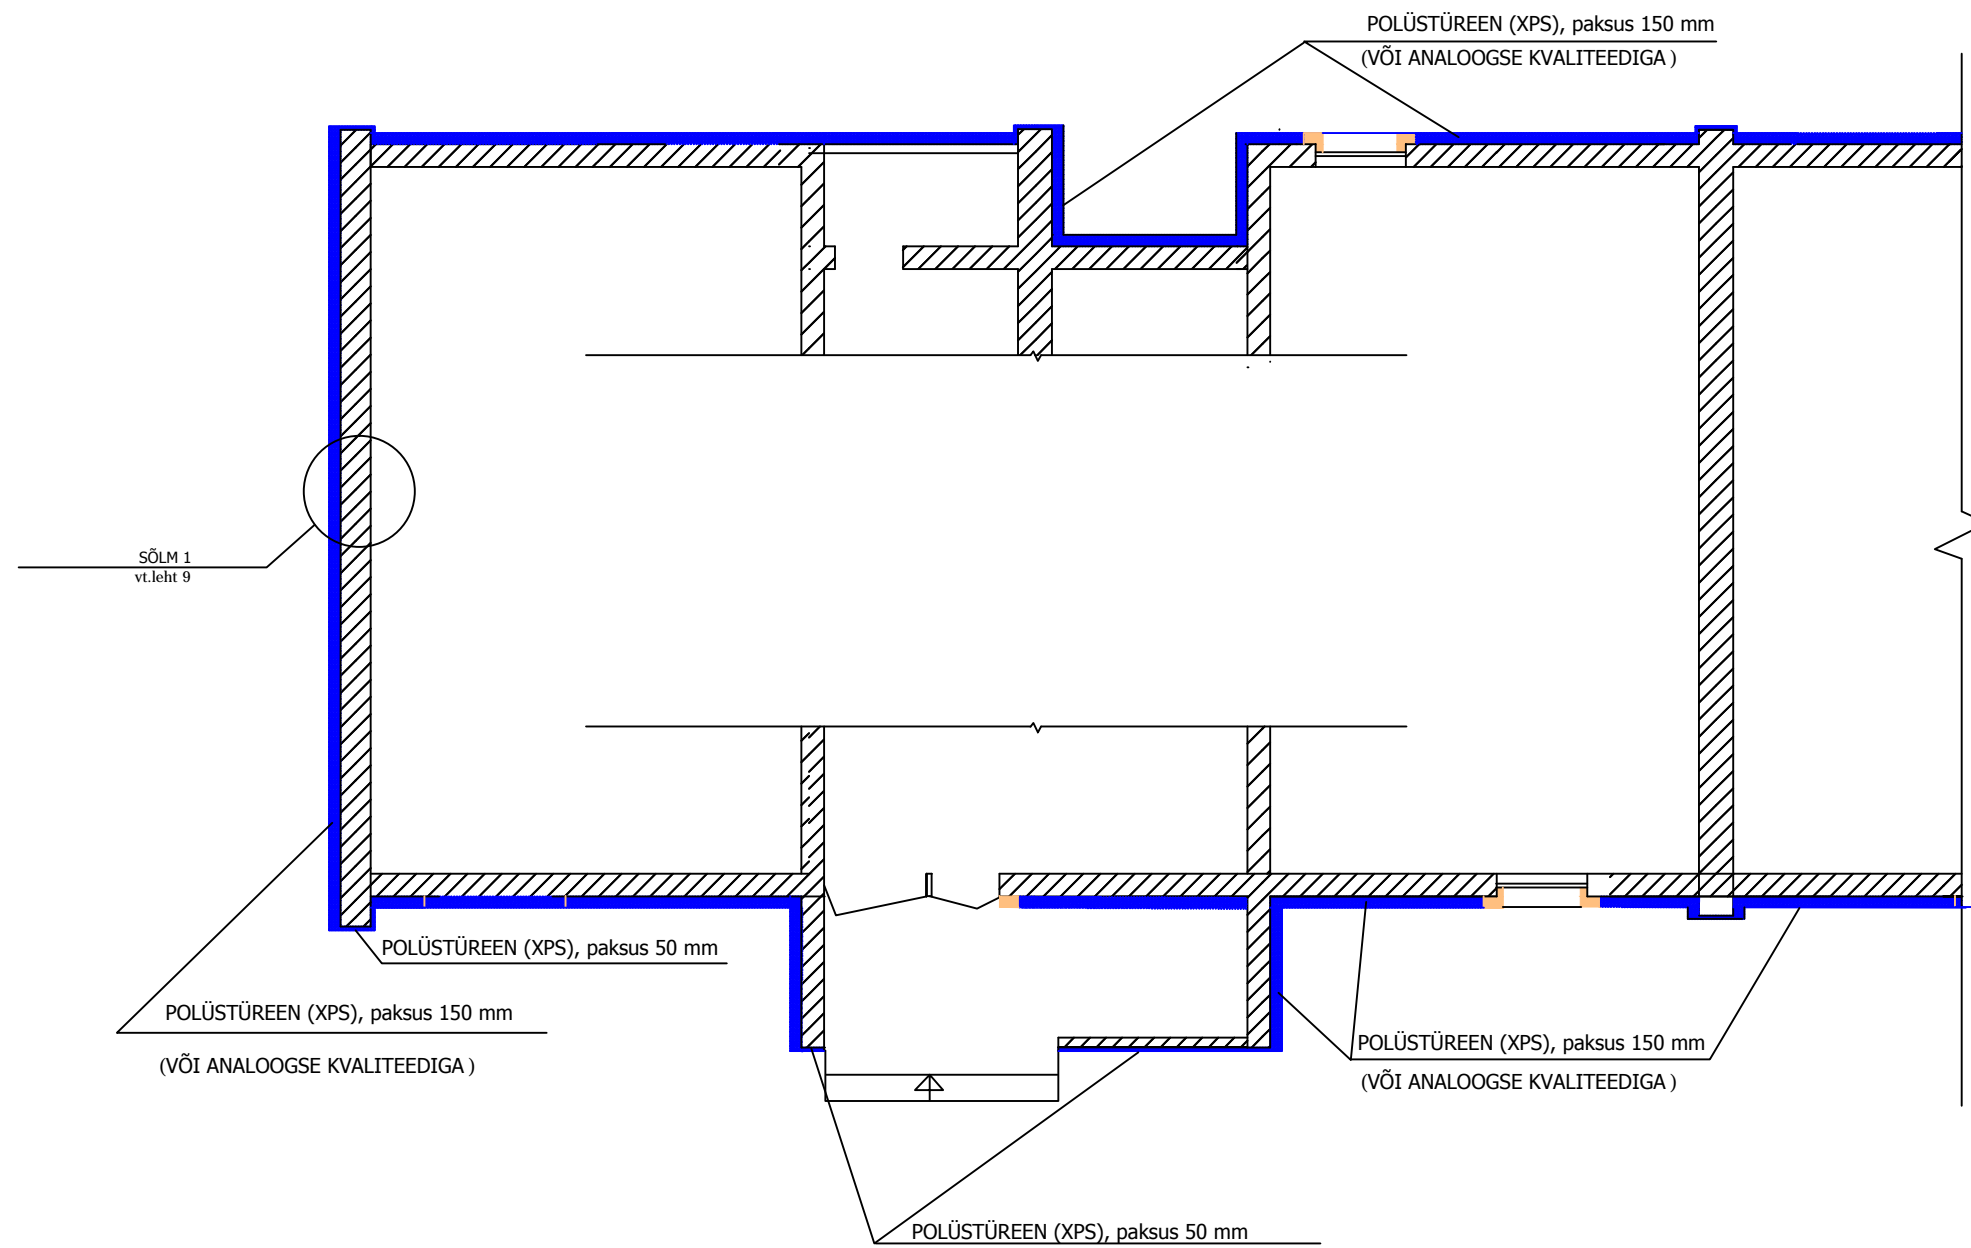 POLÜSTÜREEN (XPS), paksus 150 mm
(VÕI ANALOOGSE KVALITEEDIGA )
SÕLM 1
vt.leht 9
POLÜSTÜREEN (XPS), paksus 50 mm
POLÜSTÜREEN (XPS), paksus 150 mm
(VÕI ANALOOGSE KVALITEEDIGA )
POLÜSTÜREEN (XPS), paksus 150 mm
(VÕI ANALOOGSE KVALITEEDIGA )
POLÜSTÜREEN (XPS), paksus 50 mm